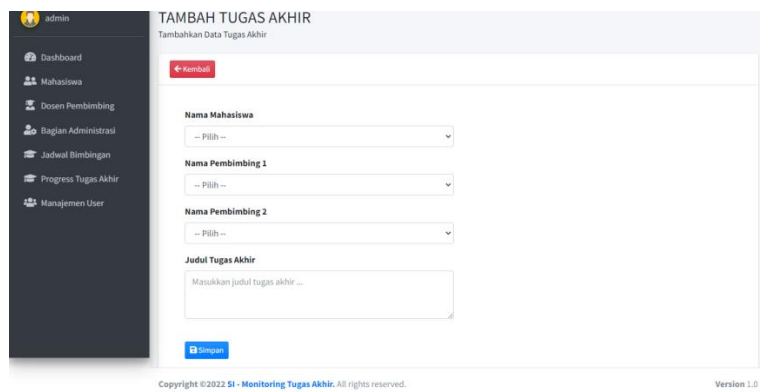 admin
Dashboard
Mahasiswa
Dosen Pembimbing
Bagian Administrasi
Jadwal Bimbingan
Progress Tugas Akhir
Manajemen User
TAMBAH TUGAS AKHIR
Tambahkan Data Tugas Akhir
Kembali
Nama Mahasiswa
-- Pilih --
Nama Pembimbing 1
-- Pilih --
Nama Pembimbing 2
-- Pilih --
Judul Tugas Akhir
Masukkan judul tugas akhir ...
Simpan
Copyright ©2022 SI - Monitoring Tugas Akhir. All rights reserved.
Version 1.0